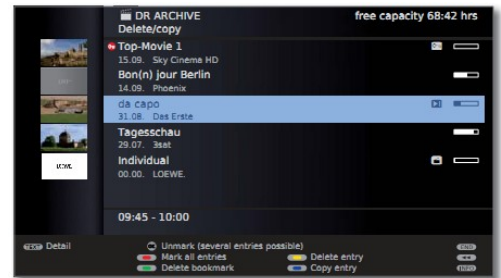 DR ARCHIVE
free capacity 68:42 hrs
Delete/copy
Top-Movie 1
15.09. Sky Cinema HD
Bon(n) jour Berlin
14.09. Phoenix
da capo
31.08. Das Erste
Tagesschau
29.07. 3sat
Individual
00.00. LOEWE.
LOEWE.
09:45 - 10:00
TEXT Detail
Unmark (several entries possible)
END
Mark all entries
Delete entry
Delete bookmark
Copy entry
INFO